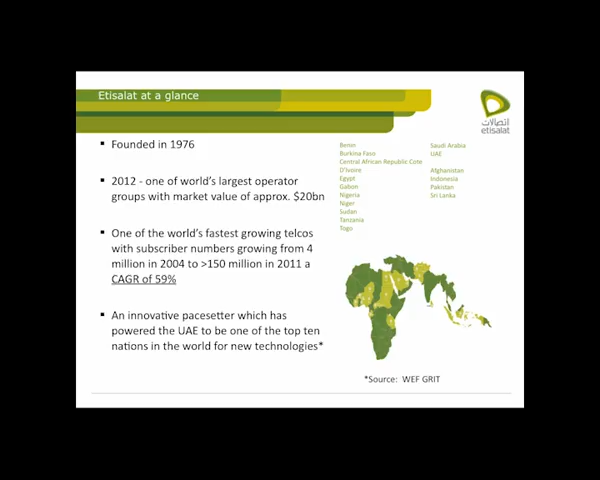 Etisalat at a glance
اتصالات
etisalat
Founded in 1976
2012 - one of world's largest operator
groups with market value of approx. $20bn
One of the world's fastest growing telcos
with subscriber numbers growing from 4
million in 2004 to >150 million in 2011 a
CAGR of 59%
An innovative pacesetter which has
powered the UAE to be one of the top ten
nations in the world for new technologies*
Benin
Burkina Faso
Central African Republic Cote
D'Ivoire
Egypt
Gabon
Nigeria
Niger
Sudan
Tanzania
Togo
Saudi Arabia
UAE
Afghanistan
Indonesia
Pakistan
Sri Lanka
*Source: WEF GRIT